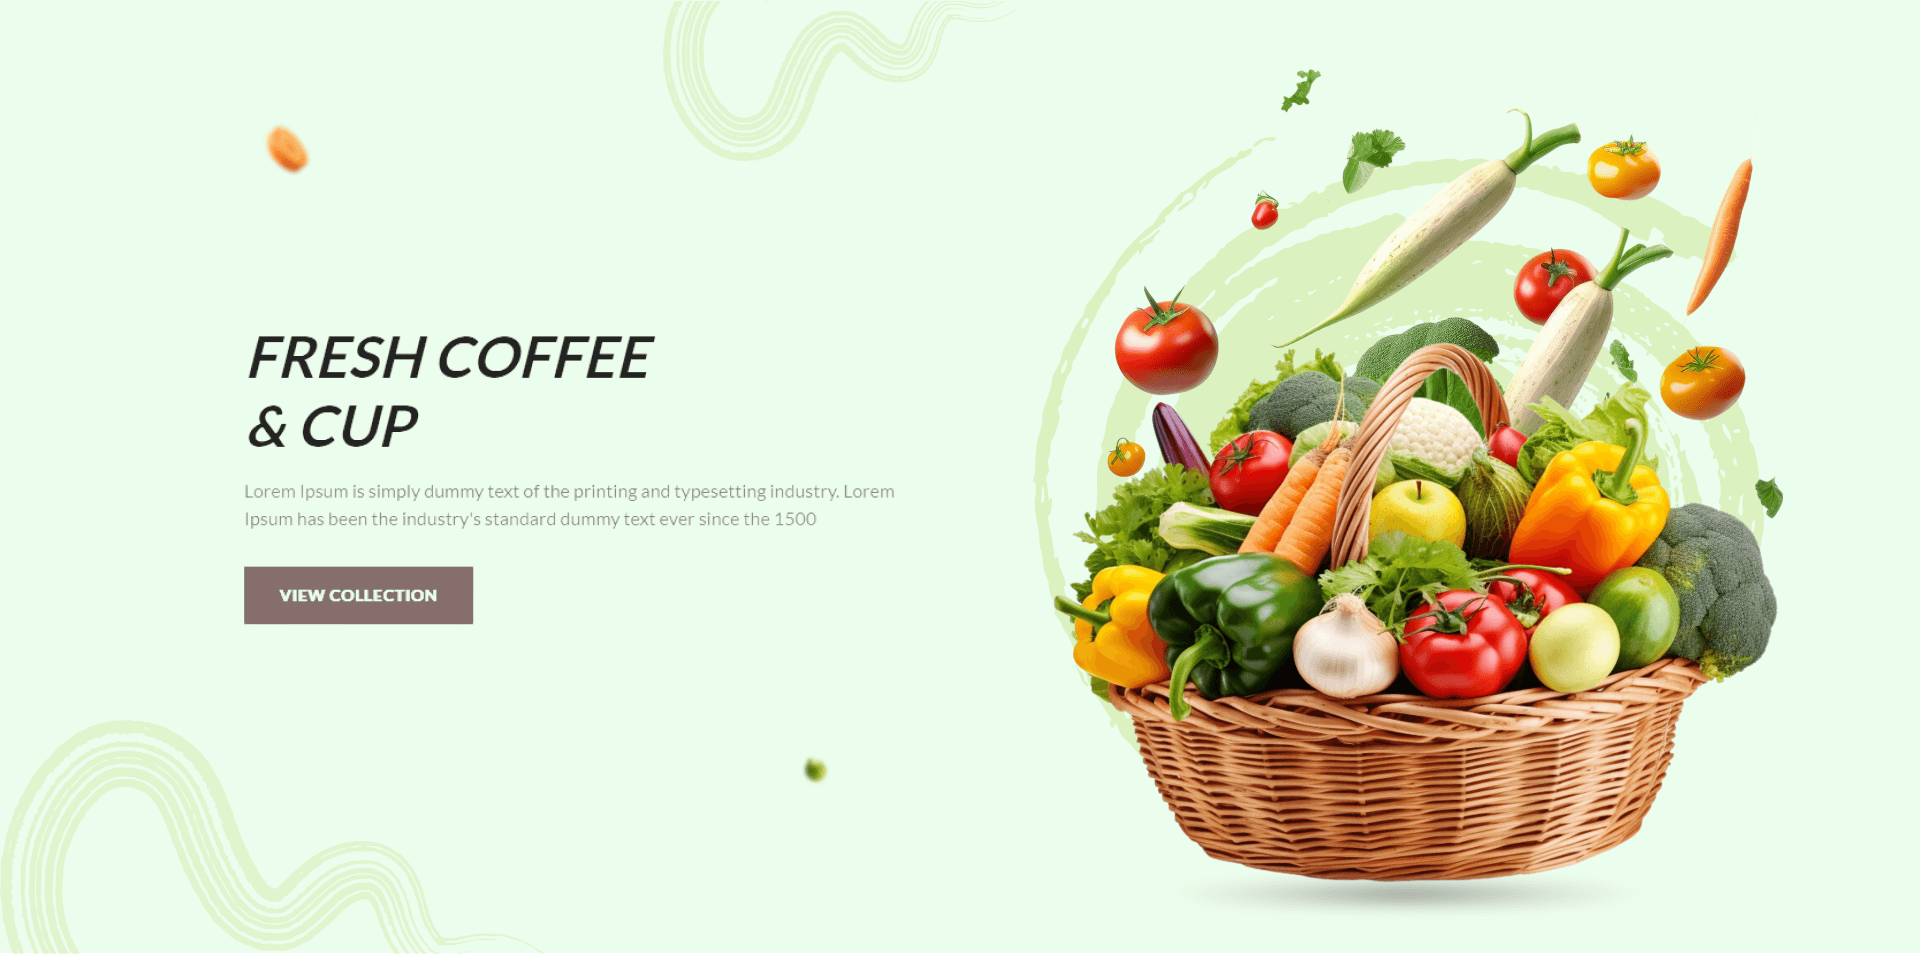 FRESH COFFEE
& CUP
Lorem Ipsum is simply dummy text of the printing and typesetting industry. Lorem
Ipsum has been the industry's standard dummy text ever since the 1500
VIEW COLLECTION